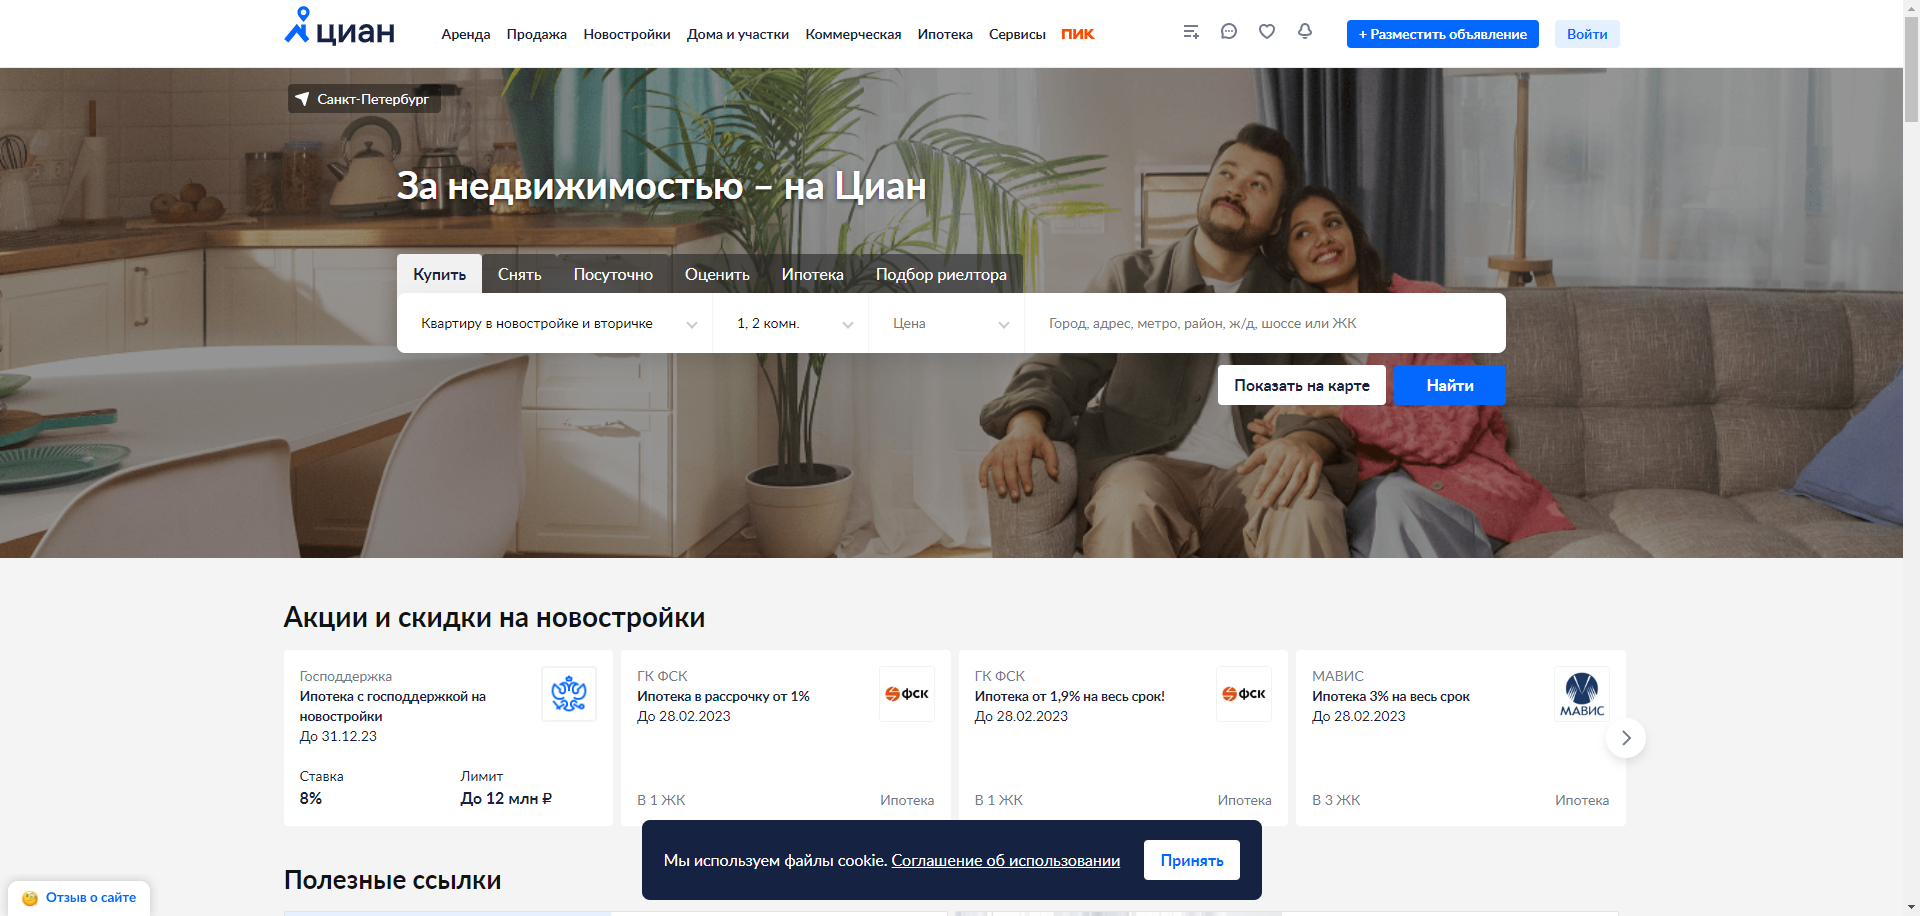 циан
Аренда Продажа Новостройки Дома и участки Коммерческая Ипотека Сервисы ПИК
+ Разместить объявление
Войти
Санкт-Петербург
За недвижимостью – на Циан
Купить Снять Посуточно Оценить Ипотека Подбор риелтора
Квартиру в новостройке и вторичке 1, 2 комн. Цена Город, адрес, метро, район, ж/д, шоссе или ЖК
Показать на карте Найти
Акции и скидки на новостройки
Господдержка
Ипотека с господдержкой на
новостройки
До 31.12.23
Ставка Лимит
8% До 12 млн ₽
ГК ФСК
Ипотека в рассрочку от 1%
До 28.02.2023
фск
В 1 ЖК Ипотека
ГК ФСК
Ипотека от 1,9% на весь срок!
До 28.02.2023
фск
В 1 ЖК Ипотека
МАВИС
Ипотека 3% на весь срок
До 28.02.2023
МАВИС
В 3 ЖК Ипотека
Мы используем файлы cookie. Соглашение об использовании Принять
Полезные ссылки
Отзыв о сайте